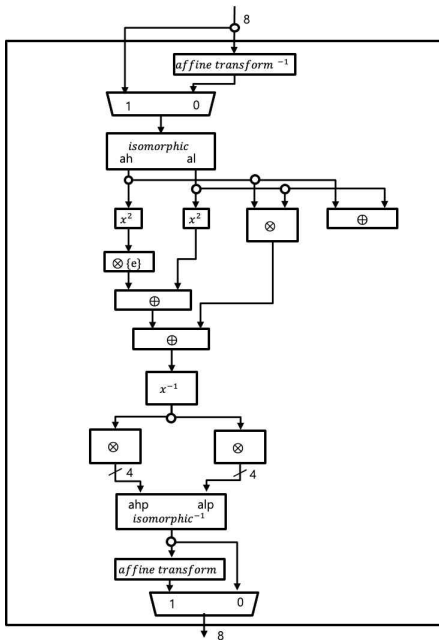 8
affine transform ⁻¹
1 0
isomorphic
ah al
x² x² ⊗ ⊕
⊗ {e}
⊕
⊕
x⁻¹
⊗ ⊗
4 4
ahp alp
isomorphic⁻¹
affine transform
1 0
8